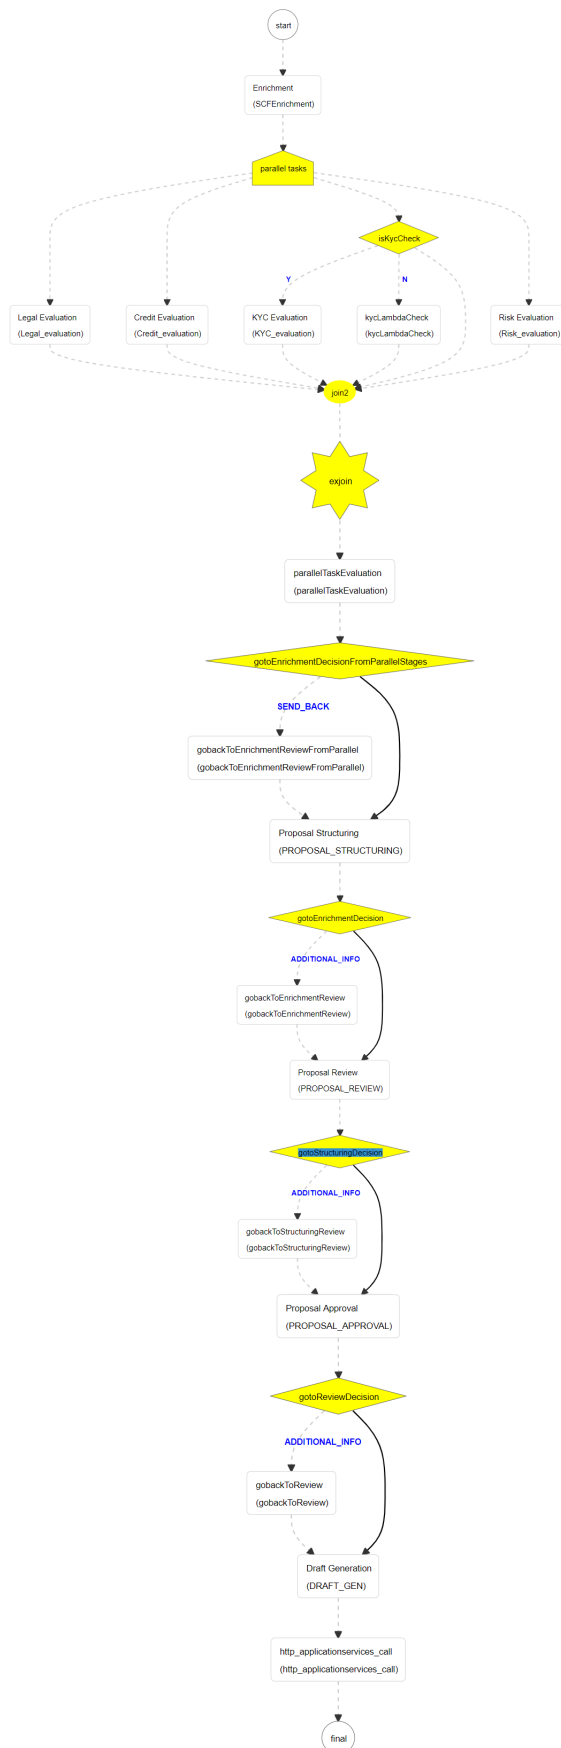 start
Enrichment
(SCFEnrichment)
parallel tasks
isKycCheck
Y
N
Legal Evaluation
(Legal_evaluation)
Credit Evaluation
(Credit_evaluation)
KYC Evaluation
(KYC_evaluation)
kycLambdaCheck
(kycLambdaCheck)
Risk Evaluation
(Risk_evaluation)
join2
exjoin
parallelTaskEvaluation
(parallelTaskEvaluation)
gotoEnrichmentDecisionFromParallelStages
SEND_BACK
gobackToEnrichmentReviewFromParallel
(gobackToEnrichmentReviewFromParallel)
Proposal Structuring
(PROPOSAL_STRUCTURING)
gotoEnrichmentDecision
ADDITIONAL_INFO
gobackToEnrichmentReview
(gobackToEnrichmentReview)
Proposal Review
(PROPOSAL_REVIEW)
gotoStructuringDecision
ADDITIONAL_INFO
gobackToStructuringReview
(gobackToStructuringReview)
Proposal Approval
(PROPOSAL_APPROVAL)
gotoReviewDecision
ADDITIONAL_INFO
gobackToReview
(gobackToReview)
Draft Generation
(DRAFT_GEN)
http_applicationservices_call
(http_applicationservices_call)
final